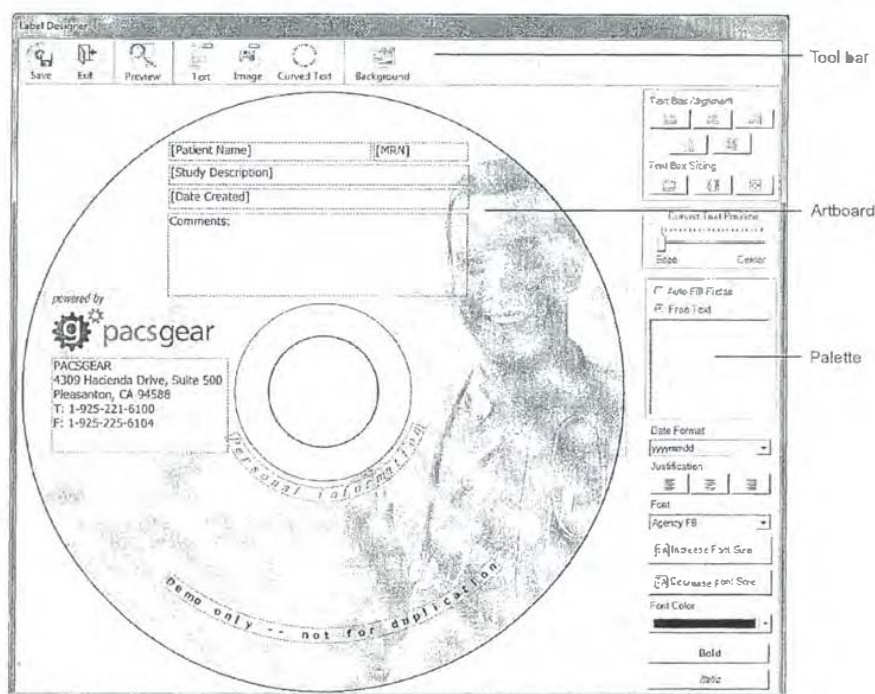 Label Designer
Save Exit Preview Text Image Curved Text Background
Tool bar
Text Box Alignment
[Patient Name] [MRN]
[Study Description]
Text Box Sizing
[Date Created]
Artboard
Comments:
Curved Text Position
Edge Center
powered by
g pacsgear
Auto Fill Fields
Free Text
Palette
PACSGEAR
4309 Hacienda Drive, Suite 500
Pleasanton, CA 94588
T: 1-925-221-6100
F: 1-925-225-6104
personal information
Date Format
yyyymmdd
Justification
Font
Agency FB
Increase Font Size
Decrease Font Size
Demo only -- not for duplication
Font Color
Bold
Italic